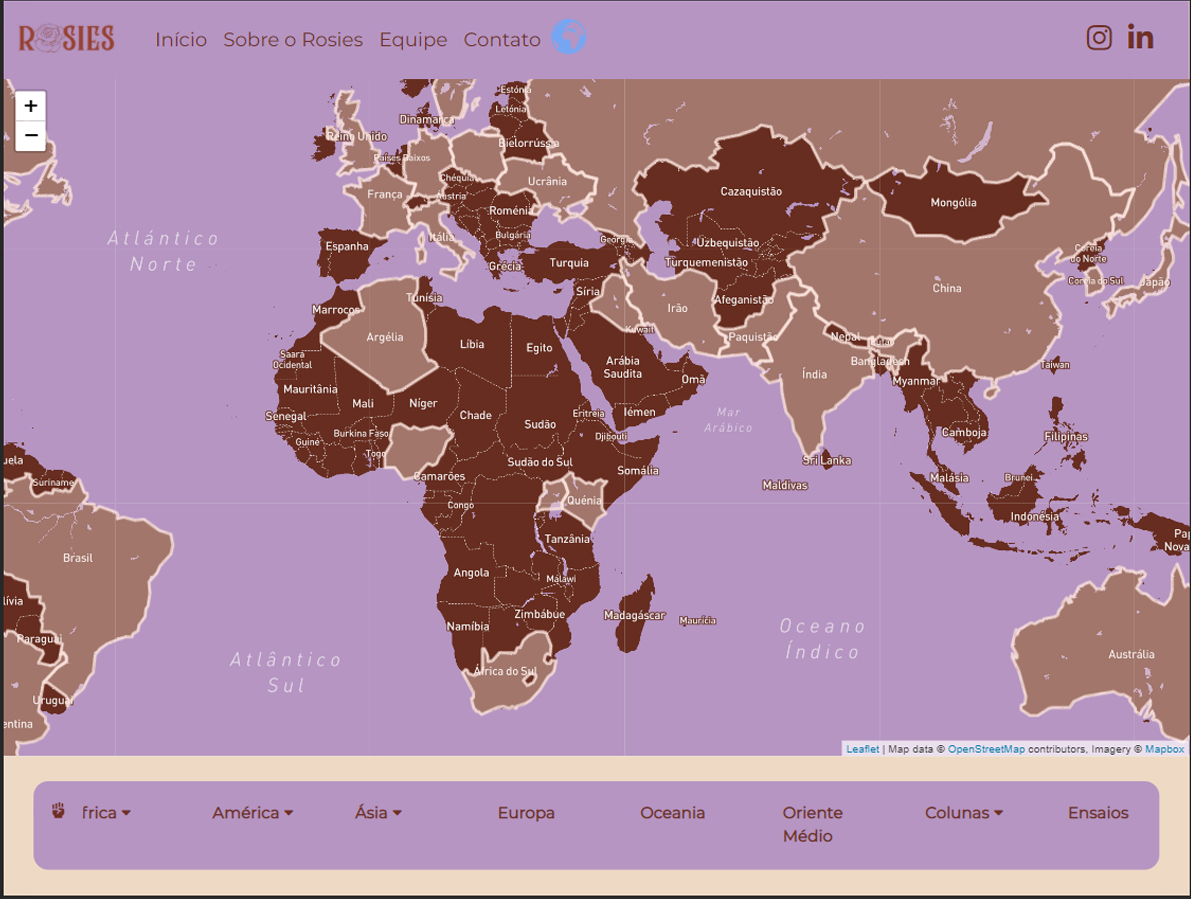 ROSIES
Início
Sobre o Rosies
Equipe
Contato
+
−
Estónia
Letónia
Dinamarca
Reino Unido
Bielorrússia
Países Baixos
Chéquia
Ucrânia
França
Áustria
Roménia
Itália
Bulgária
Espanha
Grécia
Turquia
Geórgia
Cazaquistão
Mongólia
Uzbequistão
Turquemenistão
Coreia
do Norte
Coreia do Sul
Japão
China
Atlántico
Norte
Marrocos
Tunísia
Síria
Afeganistão
Irão
Argélia
Líbia
Egito
Kuwait
Paquistão
Nepal
Butão
Bangladesh
Saara
Ocidental
Arábia
Saudita
Índia
Taiwan
Omã
Myanmar
Mauritânia
Mali
Níger
Chade
Senegal
Eritreia
Iémen
Mar
Arábico
Sudão
Burkina Faso
Guiné
Djibouti
Camboja
Filipinas
Togo
uela
Sudão do Sul
Somália
Sri Lanka
Suriname
Camarões
Malásia
Brunei
Maldivas
Congo
Quénia
Indonésia
Tanzânia
Pap
Nova
Brasil
Angola
Malawi
lívia
Zimbábue
Madagáscar
Maurícia
Namíbia
Oceano
Índico
Paraguai
Atlântico
Sul
Austrália
África do Sul
Uruguai
entina
Leaflet | Map data © OpenStreetMap contributors, Imagery © Mapbox
frica
América
Ásia
Europa
Oceania
Oriente
Médio
Colunas
Ensaios